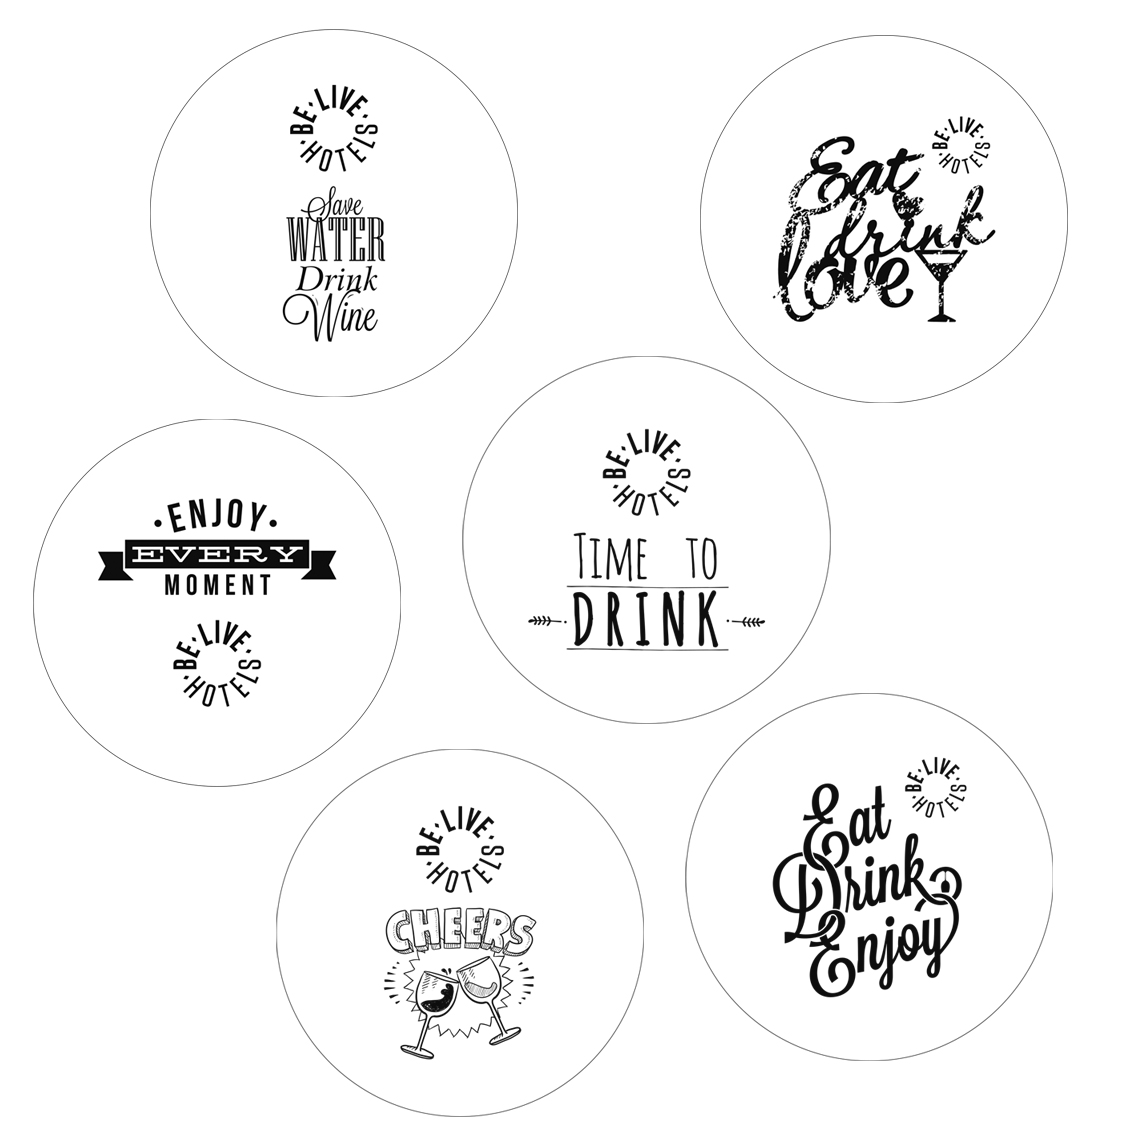 BE·LIVE·
·HOTELS
Save
WATER
Drink
Wine
BE·LIVE·
·HOTELS
Eat
drink
love
·ENJOY·
EVERY
MOMENT
BE·LIVE·
·HOTELS
BE·LIVE·
·HOTELS
TIME TO
DRINK
BE·LIVE·
·HOTELS
CHEERS
BE·LIVE·
·HOTELS
Eat
Drink
Enjoy